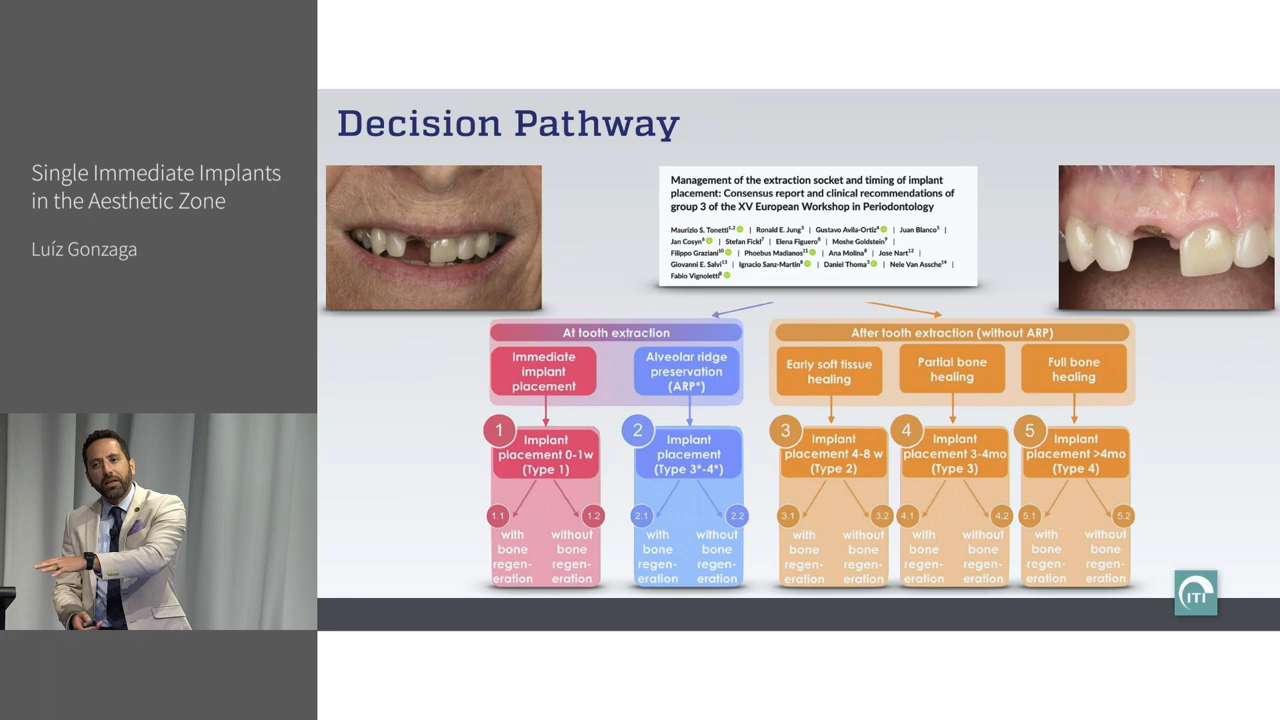 Single Immediate Implants
in the Aesthetic Zone
Luíz Gonzaga
Decision Pathway
Management of the extraction socket and timing of implant
placement: Consensus report and clinical recommendations of
group 3 of the XV European Workshop in Periodontology
Maurizio S. Tonetti1,2 | Ronald E. Jung3 | Gustavo Avila-Ortiz4 | Juan Blanco5 |
Jan Cosyn6 | Stefan Fickl7 | Elena Figuero8 | Moshe Goldstein9 |
Filippo Graziani10 | Phoebus Madianos11 | Ana Molina8 | Jose Nart12 |
Giovanni E. Salvi13 | Ignacio Sanz-Martin8 | Daniel Thoma3 | Nele Van Assche14 |
Fabio Vignoletti8
At tooth extraction
Immediate
implant
placement
Alveolar ridge
preservation
(ARP*)
After tooth extraction (without ARP)
Early soft tissue
healing
Partial bone
healing
Full bone
healing
1
Implant
placement 0-1w
(Type 1)
2
Implant
placement
(Type 3*-4*)
3
Implant
placement 4-8 w
(Type 2)
4
Implant
placement 3-4mo
(Type 3)
5
Implant
placement >4mo
(Type 4)
1.1
with
bone
regen-
eration
1.2
without
bone
regen-
eration
2.1
with
bone
regen-
eration
2.2
without
bone
regen-
eration
3.1
with
bone
regen-
eration
3.2
without
bone
regen-
eration
4.1
with
bone
regen-
eration
4.2
without
bone
regen-
eration
5.1
with
bone
regen-
eration
5.2
without
bone
regen-
eration
ITI